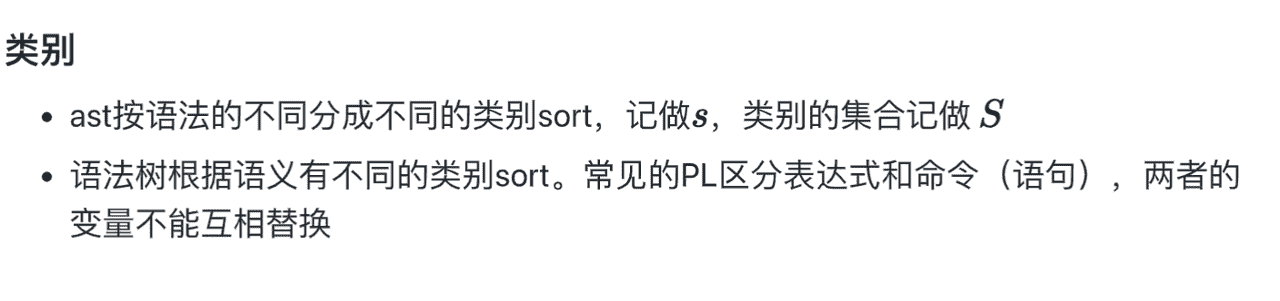 类别
• ast按语法的不同分成不同的类别sort，记做s，类别的集合记做 S
• 语法树根据语义有不同的类别sort。常见的PL区分表达式和命令（语句），两者的
变量不能互相替换